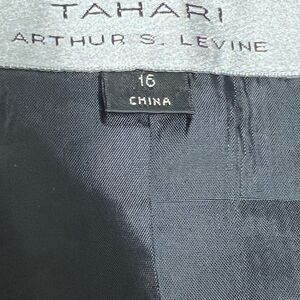 TAHARI
ARTHUR S. LEVINE
16
CHINA